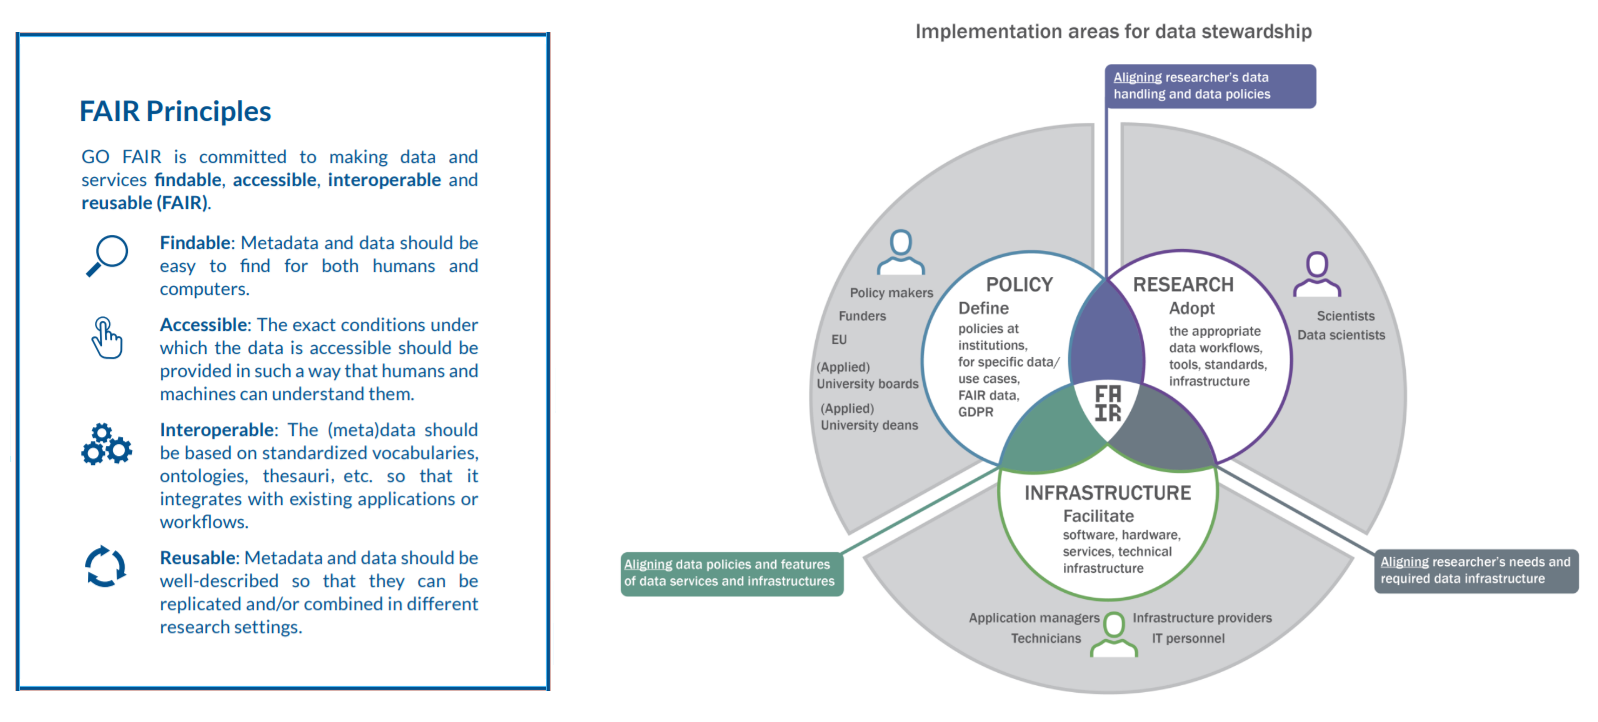 FAIR Principles
GO FAIR is committed to making data and
services findable, accessible, interoperable and
reusable (FAIR).
Findable: Metadata and data should be
easy to find for both humans and
computers.
Accessible: The exact conditions under
which the data is accessible should be
provided in such a way that humans and
machines can understand them.
Interoperable: The (meta)data should
be based on standardized vocabularies,
ontologies, thesauri, etc. so that it
integrates with existing applications or
workflows.
Reusable: Metadata and data should be
well-described so that they can be
replicated and/or combined in different
research settings.
Implementation areas for data stewardship
Aligning researcher's data
handling and data policies
Policy makers
Funders
EU
(Applied)
University boards
(Applied)
University deans
POLICY
Define
policies at
institutions,
for specific data/
use cases,
FAIR data,
GDPR
RESEARCH
Adopt
the appropriate
data workflows,
tools, standards,
infrastructure
Scientists
Data scientists
FA
IR
INFRASTRUCTURE
Facilitate
software, hardware,
services, technical
infrastructure
Aligning data policies and features
of data services and infrastructures
Aligning researcher's needs and
required data infrastructure
Application managers
Technicians
Infrastructure providers
IT personnel